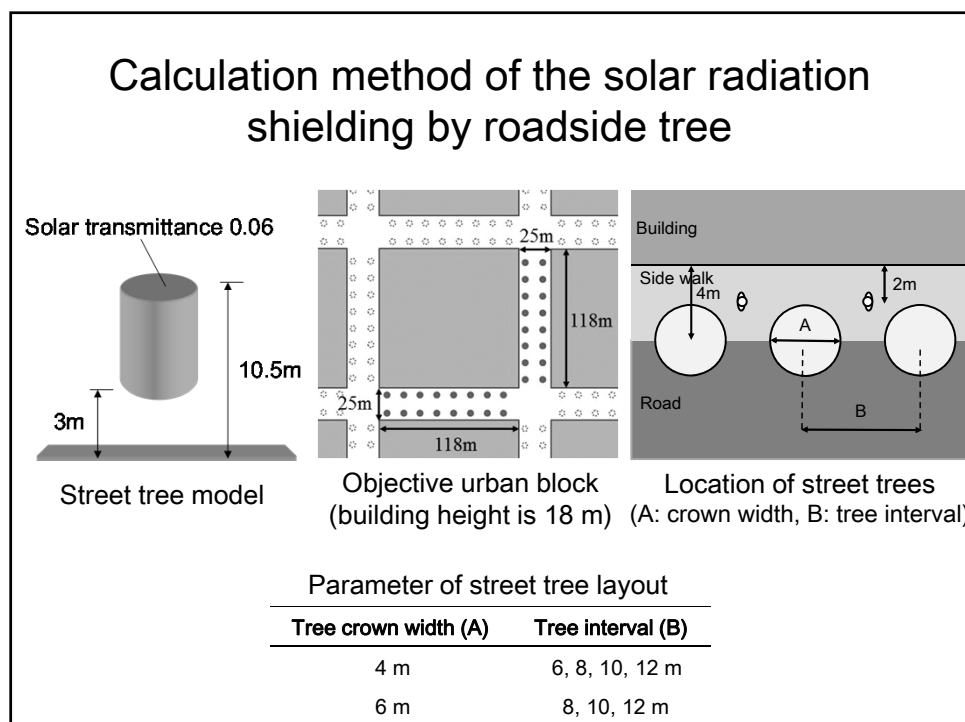 Calculation method of the solar radiation
shielding by roadside tree
Solar transmittance 0.06
10.5m
3m
Street tree model
25m
118m
25m
118m
Objective urban block
(building height is 18 m)
Building
Side walk
4m
2m
A
Road
B
Location of street trees
(A: crown width, B: tree interval)
Parameter of street tree layout
Tree crown width (A) Tree interval (B)
4 m 6, 8, 10, 12 m
6 m 8, 10, 12 m